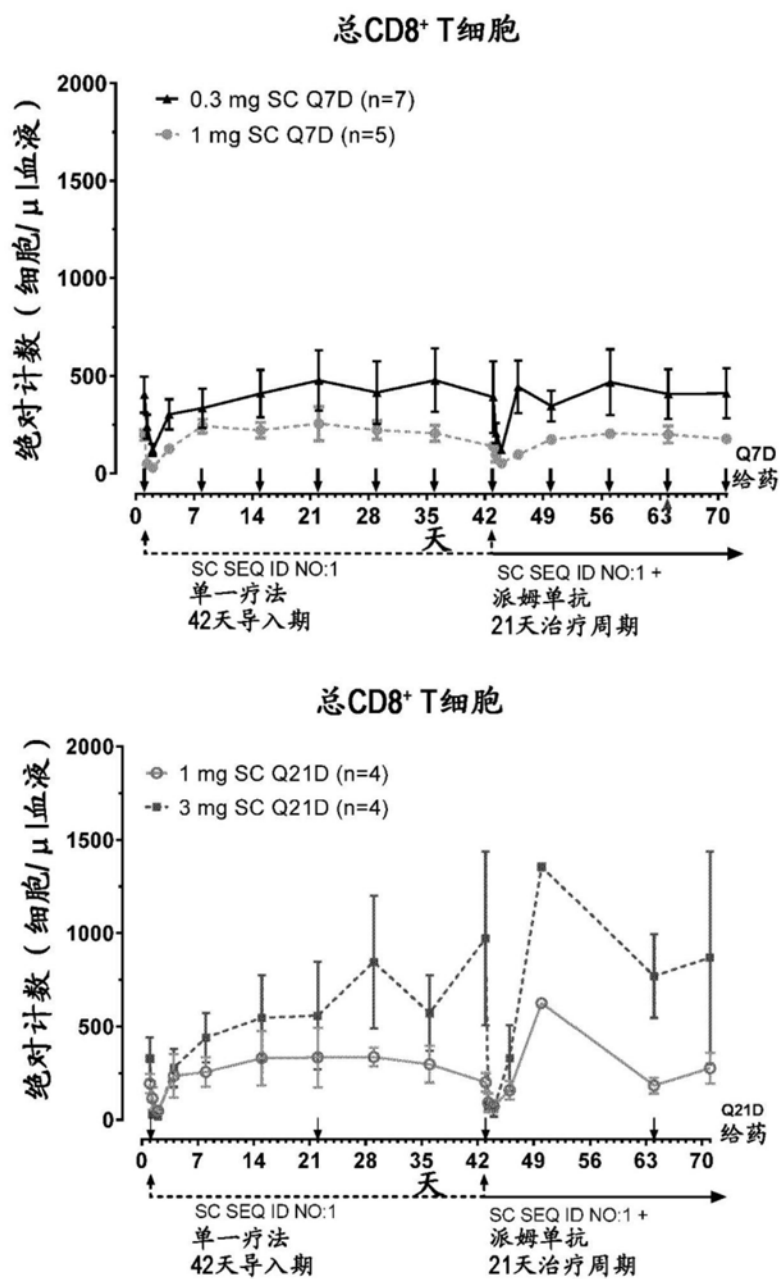 总CD8⁺ T细胞
2000
1500
1000
500
0
绝对计数（细胞/μl血液）
0.3 mg SC Q7D (n=7)
1 mg SC Q7D (n=5)
Q7D
给药
0 7 14 21 28 35 42 49 56 63 70
天
SC SEQ ID NO:1
单一疗法
42天导入期
SC SEQ ID NO:1 +
派姆单抗
21天治疗周期
总CD8⁺ T细胞
2000
1500
1000
500
0
绝对计数（细胞/μl血液）
1 mg SC Q21D (n=4)
3 mg SC Q21D (n=4)
Q21D
给药
0 7 14 21 28 35 42 49 56 63 70
天
SC SEQ ID NO:1
单一疗法
42天导入期
SC SEQ ID NO:1 +
派姆单抗
21天治疗周期